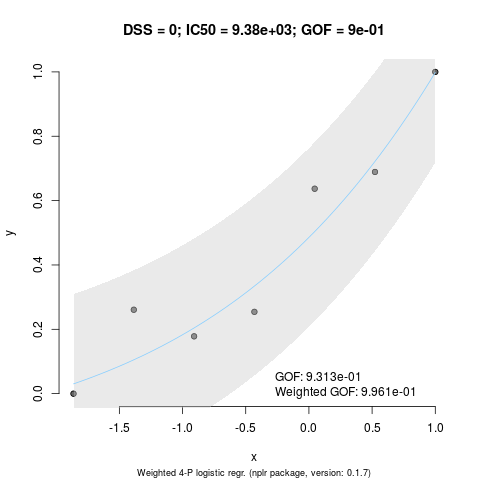 DSS = 0; IC50 = 9.38e+03; GOF = 9e-01
1.0
0.8
0.6
0.4
0.2
0.0
y
GOF: 9.313e-01
Weighted GOF: 9.961e-01
-1.5 -1.0 -0.5 0.0 0.5 1.0
x
Weighted 4-P logistic regr. (nplr package, version: 0.1.7)